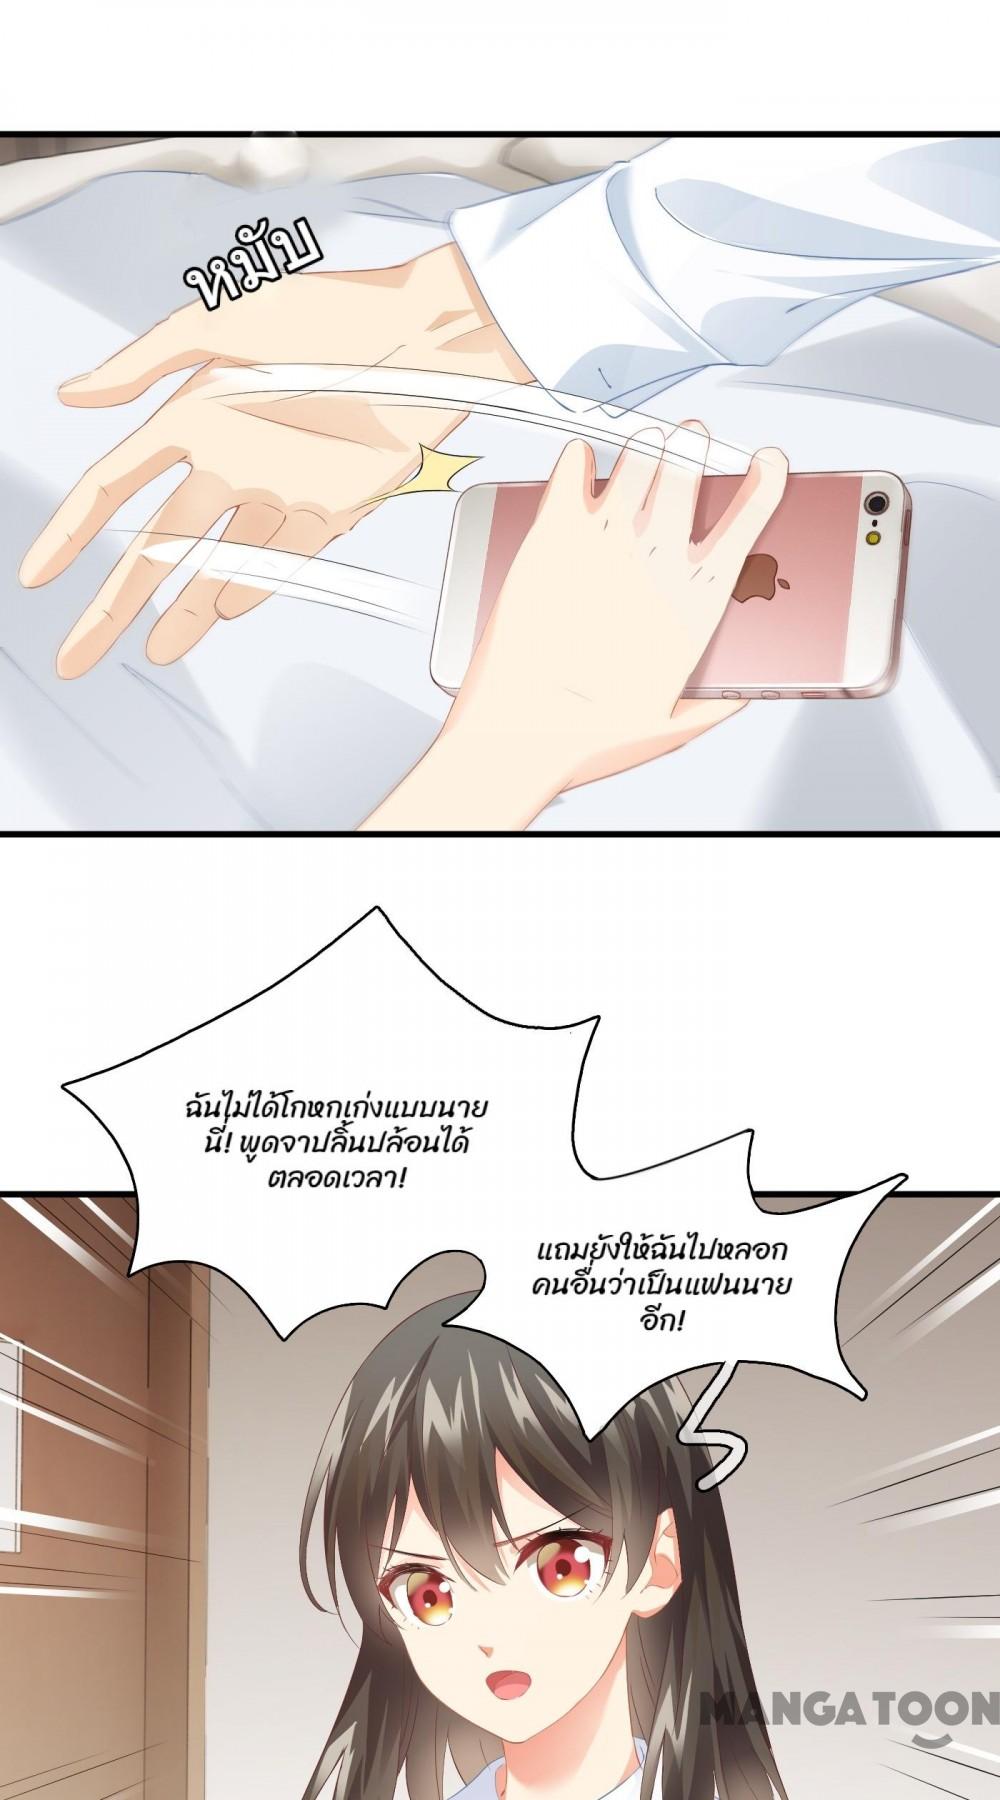 หมับ
ฉันไม่ได้โกหกเก่งแบบนาย
นี่! พูดจาปลิ้นปล้อนได้
ตลอดเวลา!
แถมยังให้ฉันไปหลอก
คนอื่นว่าเป็นแฟนนาย
อีก!
MANGATOON